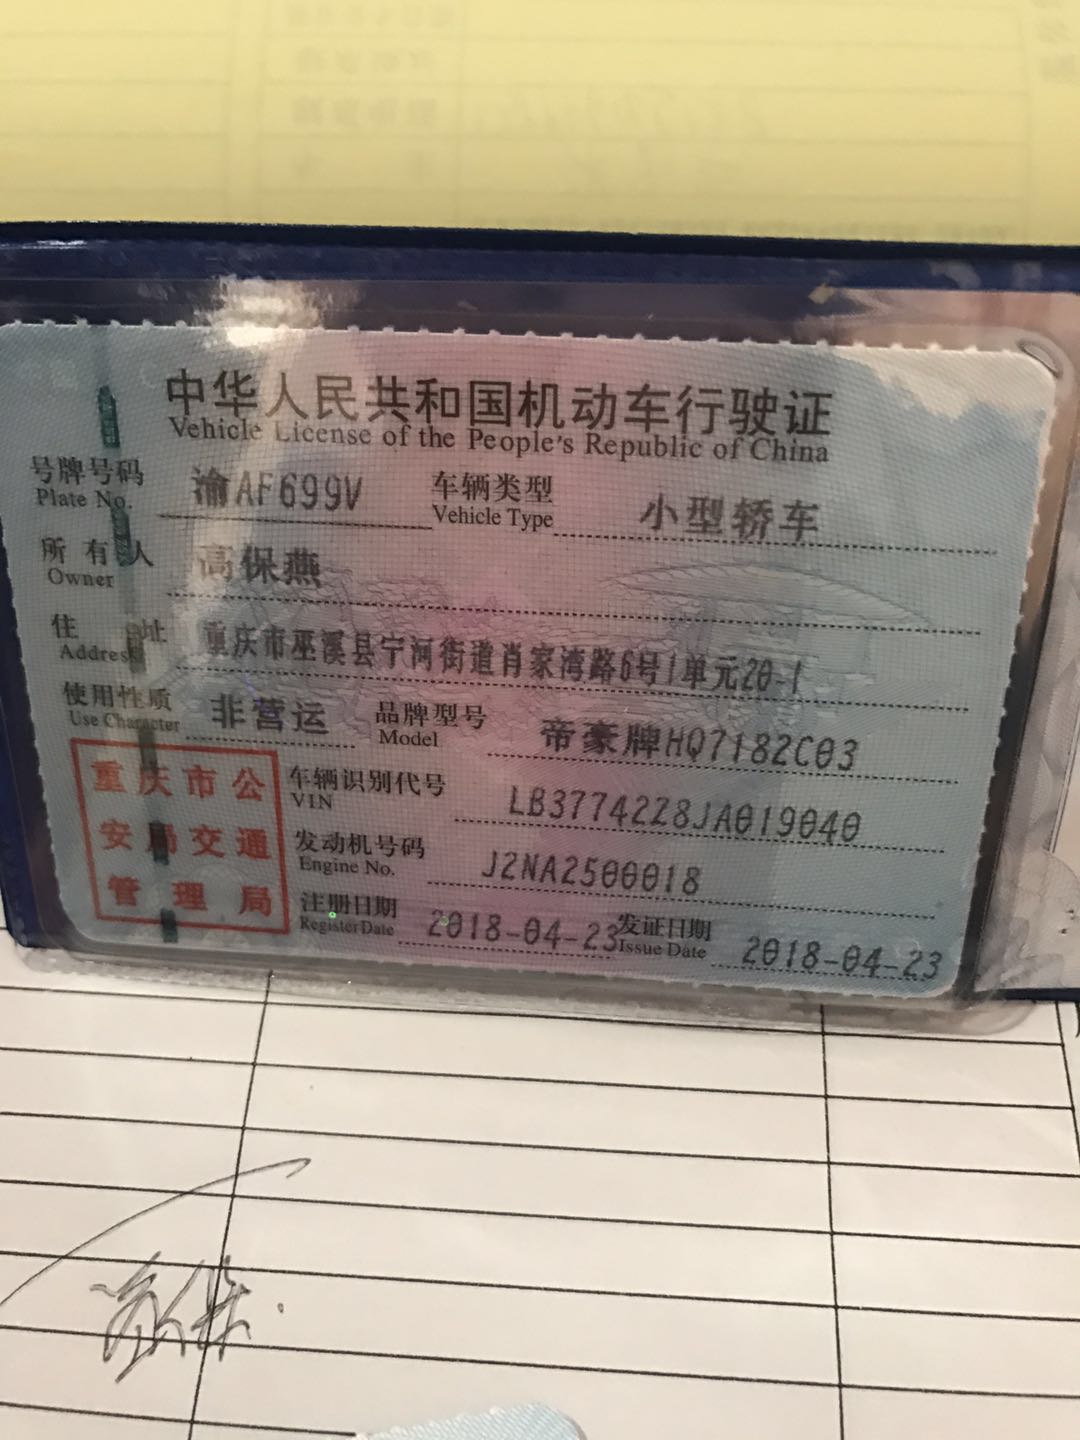 中华人民共和国机动车行驶证
Vehicle License of the People's Republic of China
号牌号码 渝AF699V 车辆类型 小型轿车
Plate No. Vehicle Type
所有人 高保燕
Owner
住址 重庆市巫溪县宁河街道肖家湾路6号1单元20-1
Address
使用性质 非营运 品牌型号 帝豪牌HQ7182C03
Use Character Model
重庆市公
安局交通
管理局
车辆识别代号 LB37742Z8JA019040
VIN
发动机号码 J2NA2500018
Engine No.
注册日期 2018-04-23 发证日期 2018-04-23
Register Date Issue Date